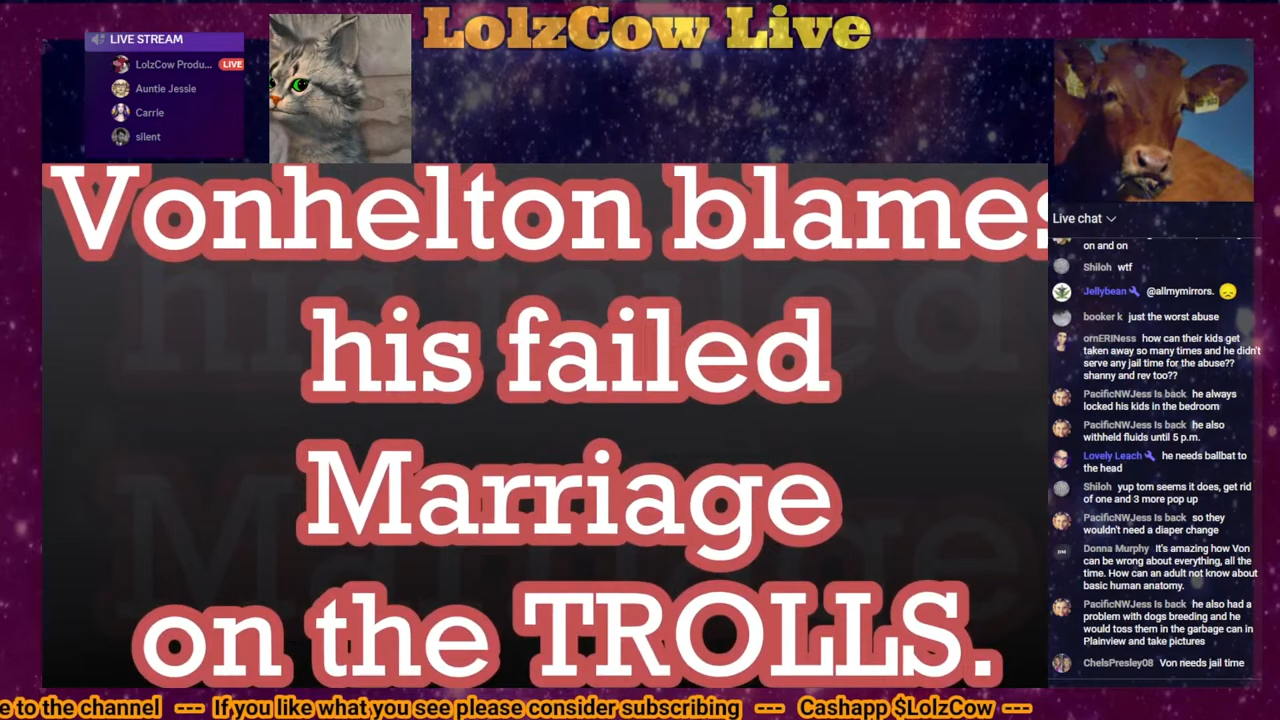 LolzCow Live
LIVE STREAM
LolzCow Produ... LIVE
Auntie Jessie
Carrie
silent
Vonhelton blames
his failed
Marriage
on the TROLLS.
Live chat
on and on
Shiloh wtf
Jellybean @allmymirrors. 😞
booker k just the worst abuse
ornERINess how can their kids get
taken away so many times and he didn't
serve any jail time for the abuse??
shanny and rev too??
PacificNWJess Is back he always
locked his kids in the bedroom
PacificNWJess Is back he also
withheld fluids until 5 p.m.
Lovely Leach he needs ballbat to
the head
Shiloh yup torn seems it does, get rid
of one and 3 more pop up
PacificNWJess Is back so they
wouldn't need a diaper change
Donna Murphy It's amazing how Von
can be wrong about everything, all the
time. How can an adult not know about
basic human anatomy.
PacificNWJess Is back he also had a
problem with dogs breeding and he
would toss them in the garbage can in
Plainview and take pictures
ChelsPresley08 Von needs jail time
e to the channel --- If you like what you see please consider subscribing --- Cashapp $LolzCow ---